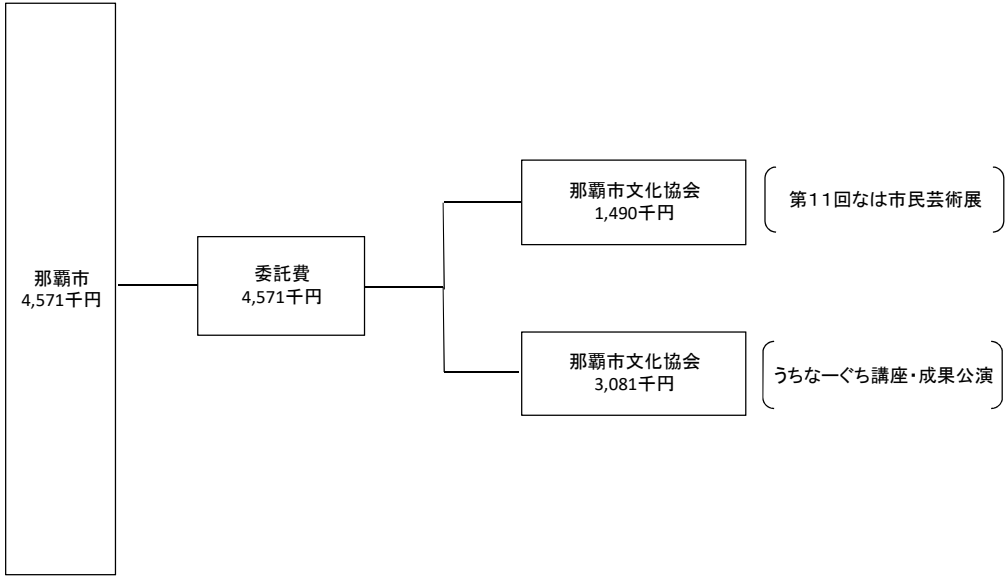 那覇市
4,571千円
委託費
4,571千円
那覇市文化協会
1,490千円
第１１回なは市民芸術展
那覇市文化協会
3,081千円
うちなーぐち講座・成果公演